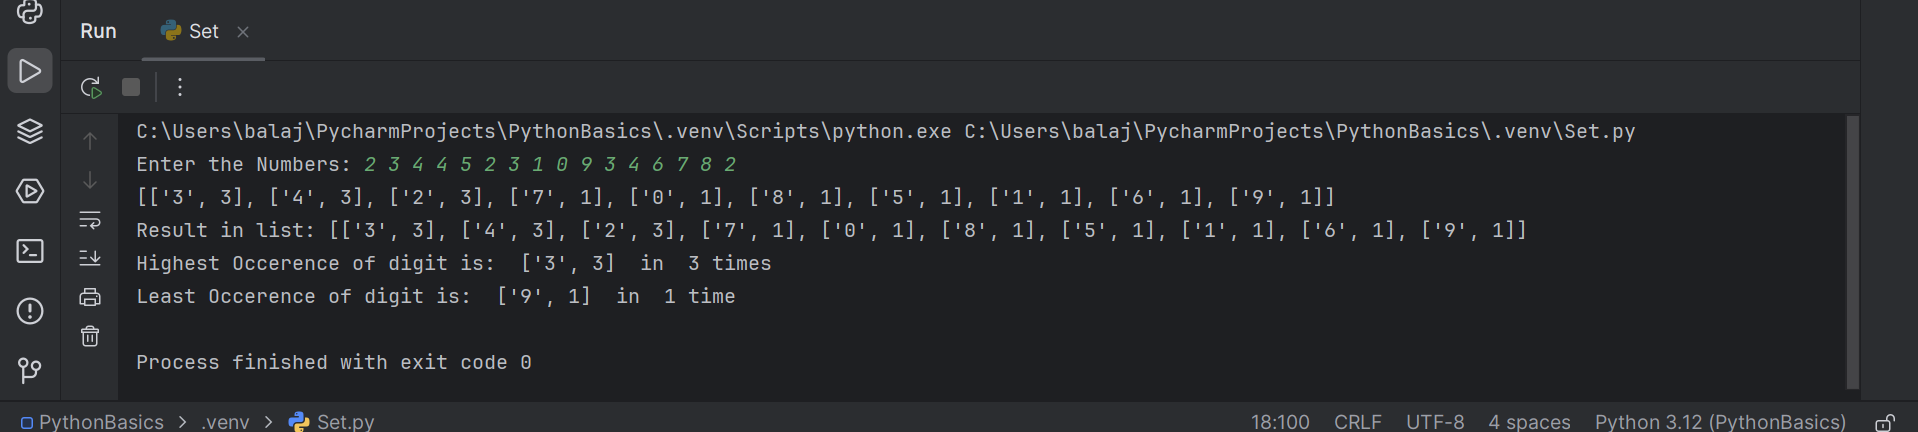 Run Set
C:\Users\balaj\PycharmProjects\PythonBasics\.venv\Scripts\python.exe C:\Users\balaj\PycharmProjects\PythonBasics\.venv\Set.py
Enter the Numbers: 2 3 4 4 5 2 3 1 0 9 3 4 6 7 8 2
[['3', 3], ['4', 3], ['2', 3], ['7', 1], ['0', 1], ['8', 1], ['5', 1], ['1', 1], ['6', 1], ['9', 1]]
Result in list: [['3', 3], ['4', 3], ['2', 3], ['7', 1], ['0', 1], ['8', 1], ['5', 1], ['1', 1], ['6', 1], ['9', 1]]
Highest Occerence of digit is:  ['3', 3]  in  3 times
Least Occerence of digit is:  ['9', 1]  in  1 time
Process finished with exit code 0
PythonBasics > .venv > Set.py 18:100 CRLF UTF-8 4 spaces Python 3.12 (PythonBasics)